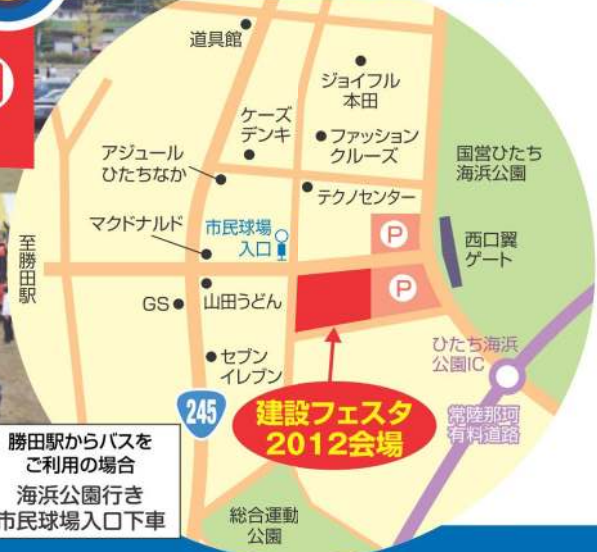 道具館
ジョイフル
本田
ケーズ
デンキ
ファッション
クルーズ
アジュール
ひたちなか
国営ひたち
海浜公園
テクノセンター
マクドナルド
市民球場
入口
P
西口翼
ゲート
至勝田駅
GS
山田うどん
P
セブン
イレブン
ひたち海浜
公園IC
245
建設フェスタ
2012会場
常陸那珂
有料道路
勝田駅からバスを
ご利用の場合
海浜公園行き
市民球場入口下車
総合運動
公園